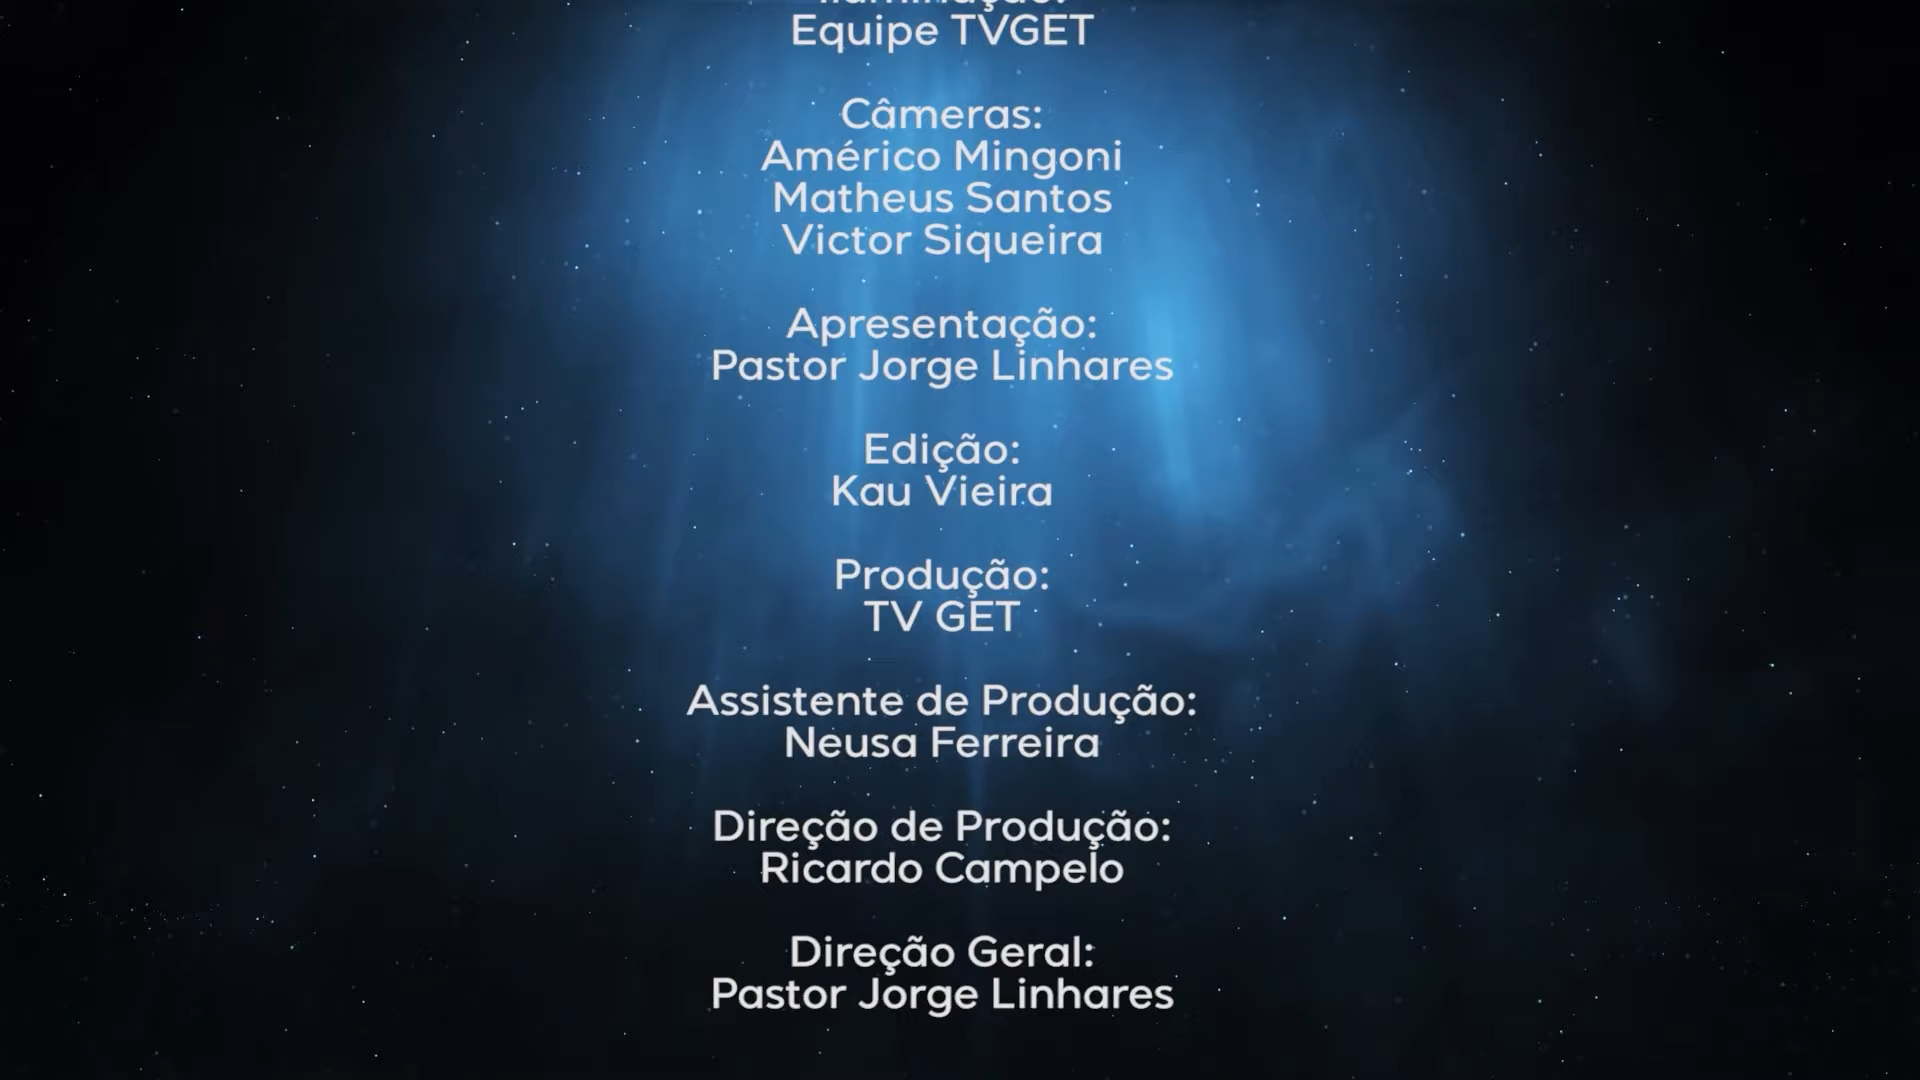 Iluminação:
Equipe TVGET
Câmeras:
Américo Mingoni
Matheus Santos
Victor Siqueira
Apresentação:
Pastor Jorge Linhares
Edição:
Kau Vieira
Produção:
TV GET
Assistente de Produção:
Neusa Ferreira
Direção de Produção:
Ricardo Campelo
Direção Geral:
Pastor Jorge Linhares